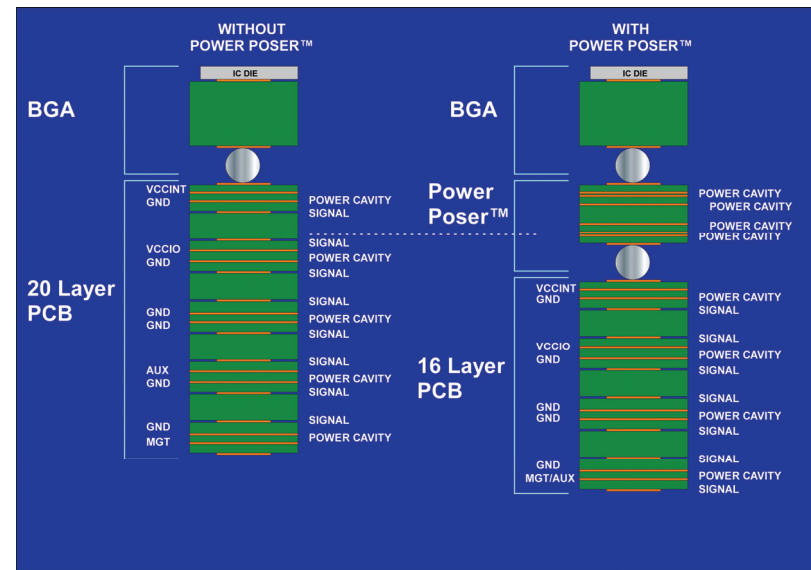 WITHOUT
POWER POSER™
IC DIE
BGA
20 Layer
PCB
VCCINT
GND
POWER CAVITY
SIGNAL
SIGNAL
VCCIO
POWER CAVITY
GND
SIGNAL
SIGNAL
GND
POWER CAVITY
GND
SIGNAL
SIGNAL
AUX
POWER CAVITY
GND
SIGNAL
SIGNAL
GND
POWER CAVITY
MGT
WITH
POWER POSER™
IC DIE
BGA
Power
Poser™
POWER CAVITY
POWER CAVITY
POWER CAVITY
POWER CAVITY
16 Layer
PCB
VCCINT
GND
POWER CAVITY
SIGNAL
SIGNAL
VCCIO
POWER CAVITY
GND
SIGNAL
SIGNAL
GND
POWER CAVITY
GND
SIGNAL
SIGNAL
GND
POWER CAVITY
MGT/AUX
SIGNAL